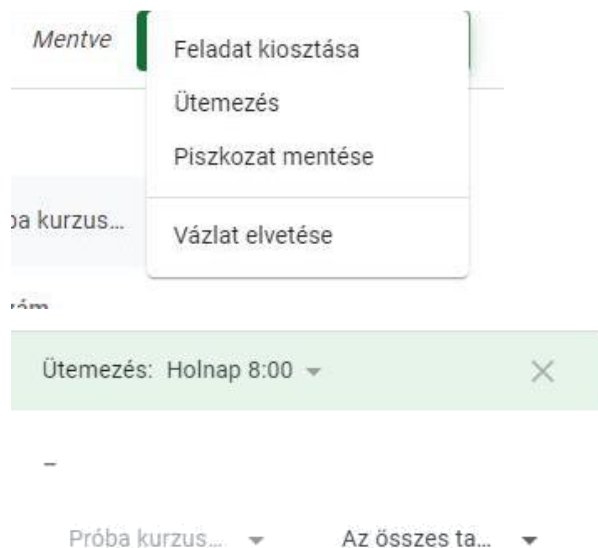 Mentve
Feladat kiosztása
Ütemezés
Piszkozat mentése
ba kurzus...
Vázlat elvetése
Ütemezés: Holnap 8:00
Próba kurzus...
Az összes ta...